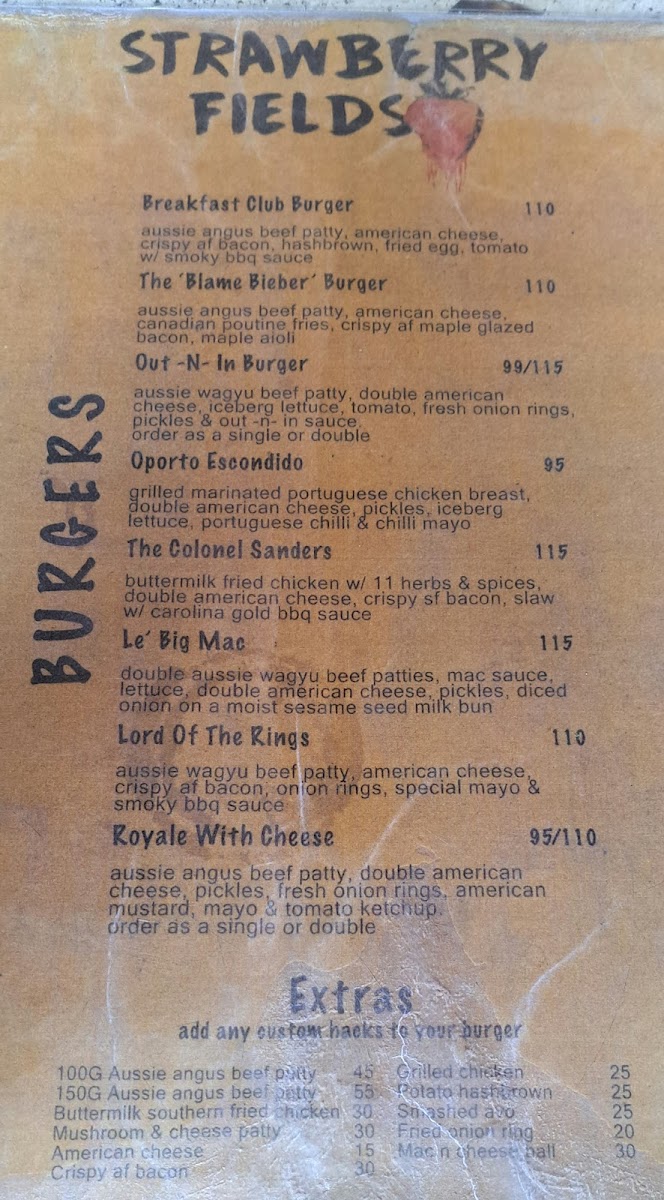 STRAWBERRY
FIELDS
BURGERS
Breakfast Club Burger 110
aussie angus beef patty, american cheese,
crispy af bacon, hashbrown, fried egg, tomato
w/ smoky bbq sauce
The 'Blame Bieber' Burger 110
aussie angus beef patty, american cheese,
canadian poutine fries, crispy af maple glazed
bacon, maple aioli
Out -N- In Burger 99/115
aussie wagyu beef patty, double american
cheese, iceberg lettuce, tomato, fresh onion rings,
pickles & out -n- in sauce.
order as a single or double
Oporto Escondido 95
grilled marinated portuguese chicken breast,
double american cheese, pickles, iceberg
lettuce, portuguese chilli & chilli mayo
The Colonel Sanders 115
buttermilk fried chicken w/ 11 herbs & spices,
double american cheese, crispy sf bacon, slaw
w/ carolina gold bbq sauce
Le' Big Mac 115
double aussie wagyu beef patties, mac sauce,
lettuce, double american cheese, pickles, diced
onion on a moist sesame seed milk bun
Lord Of The Rings 110
aussie wagyu beef patty, american cheese,
crispy af bacon, onion rings, special mayo &
smoky bbq sauce
Royale With Cheese 95/110
aussie angus beef patty, double american
cheese, pickles, fresh onion rings, american
mustard, mayo & tomato ketchup.
order as a single or double
Extras
add any custom hacks to your burger
100G Aussie angus beef patty 45 Grilled chicken 25
150G Aussie angus beef patty 55 Potato hashbrown 25
Buttermilk southern fried chicken 30 Smashed avo 25
Mushroom & cheese patty 30 Fried onion ring 20
American cheese 15 Mac n cheese ball 30
Crispy af bacon 30